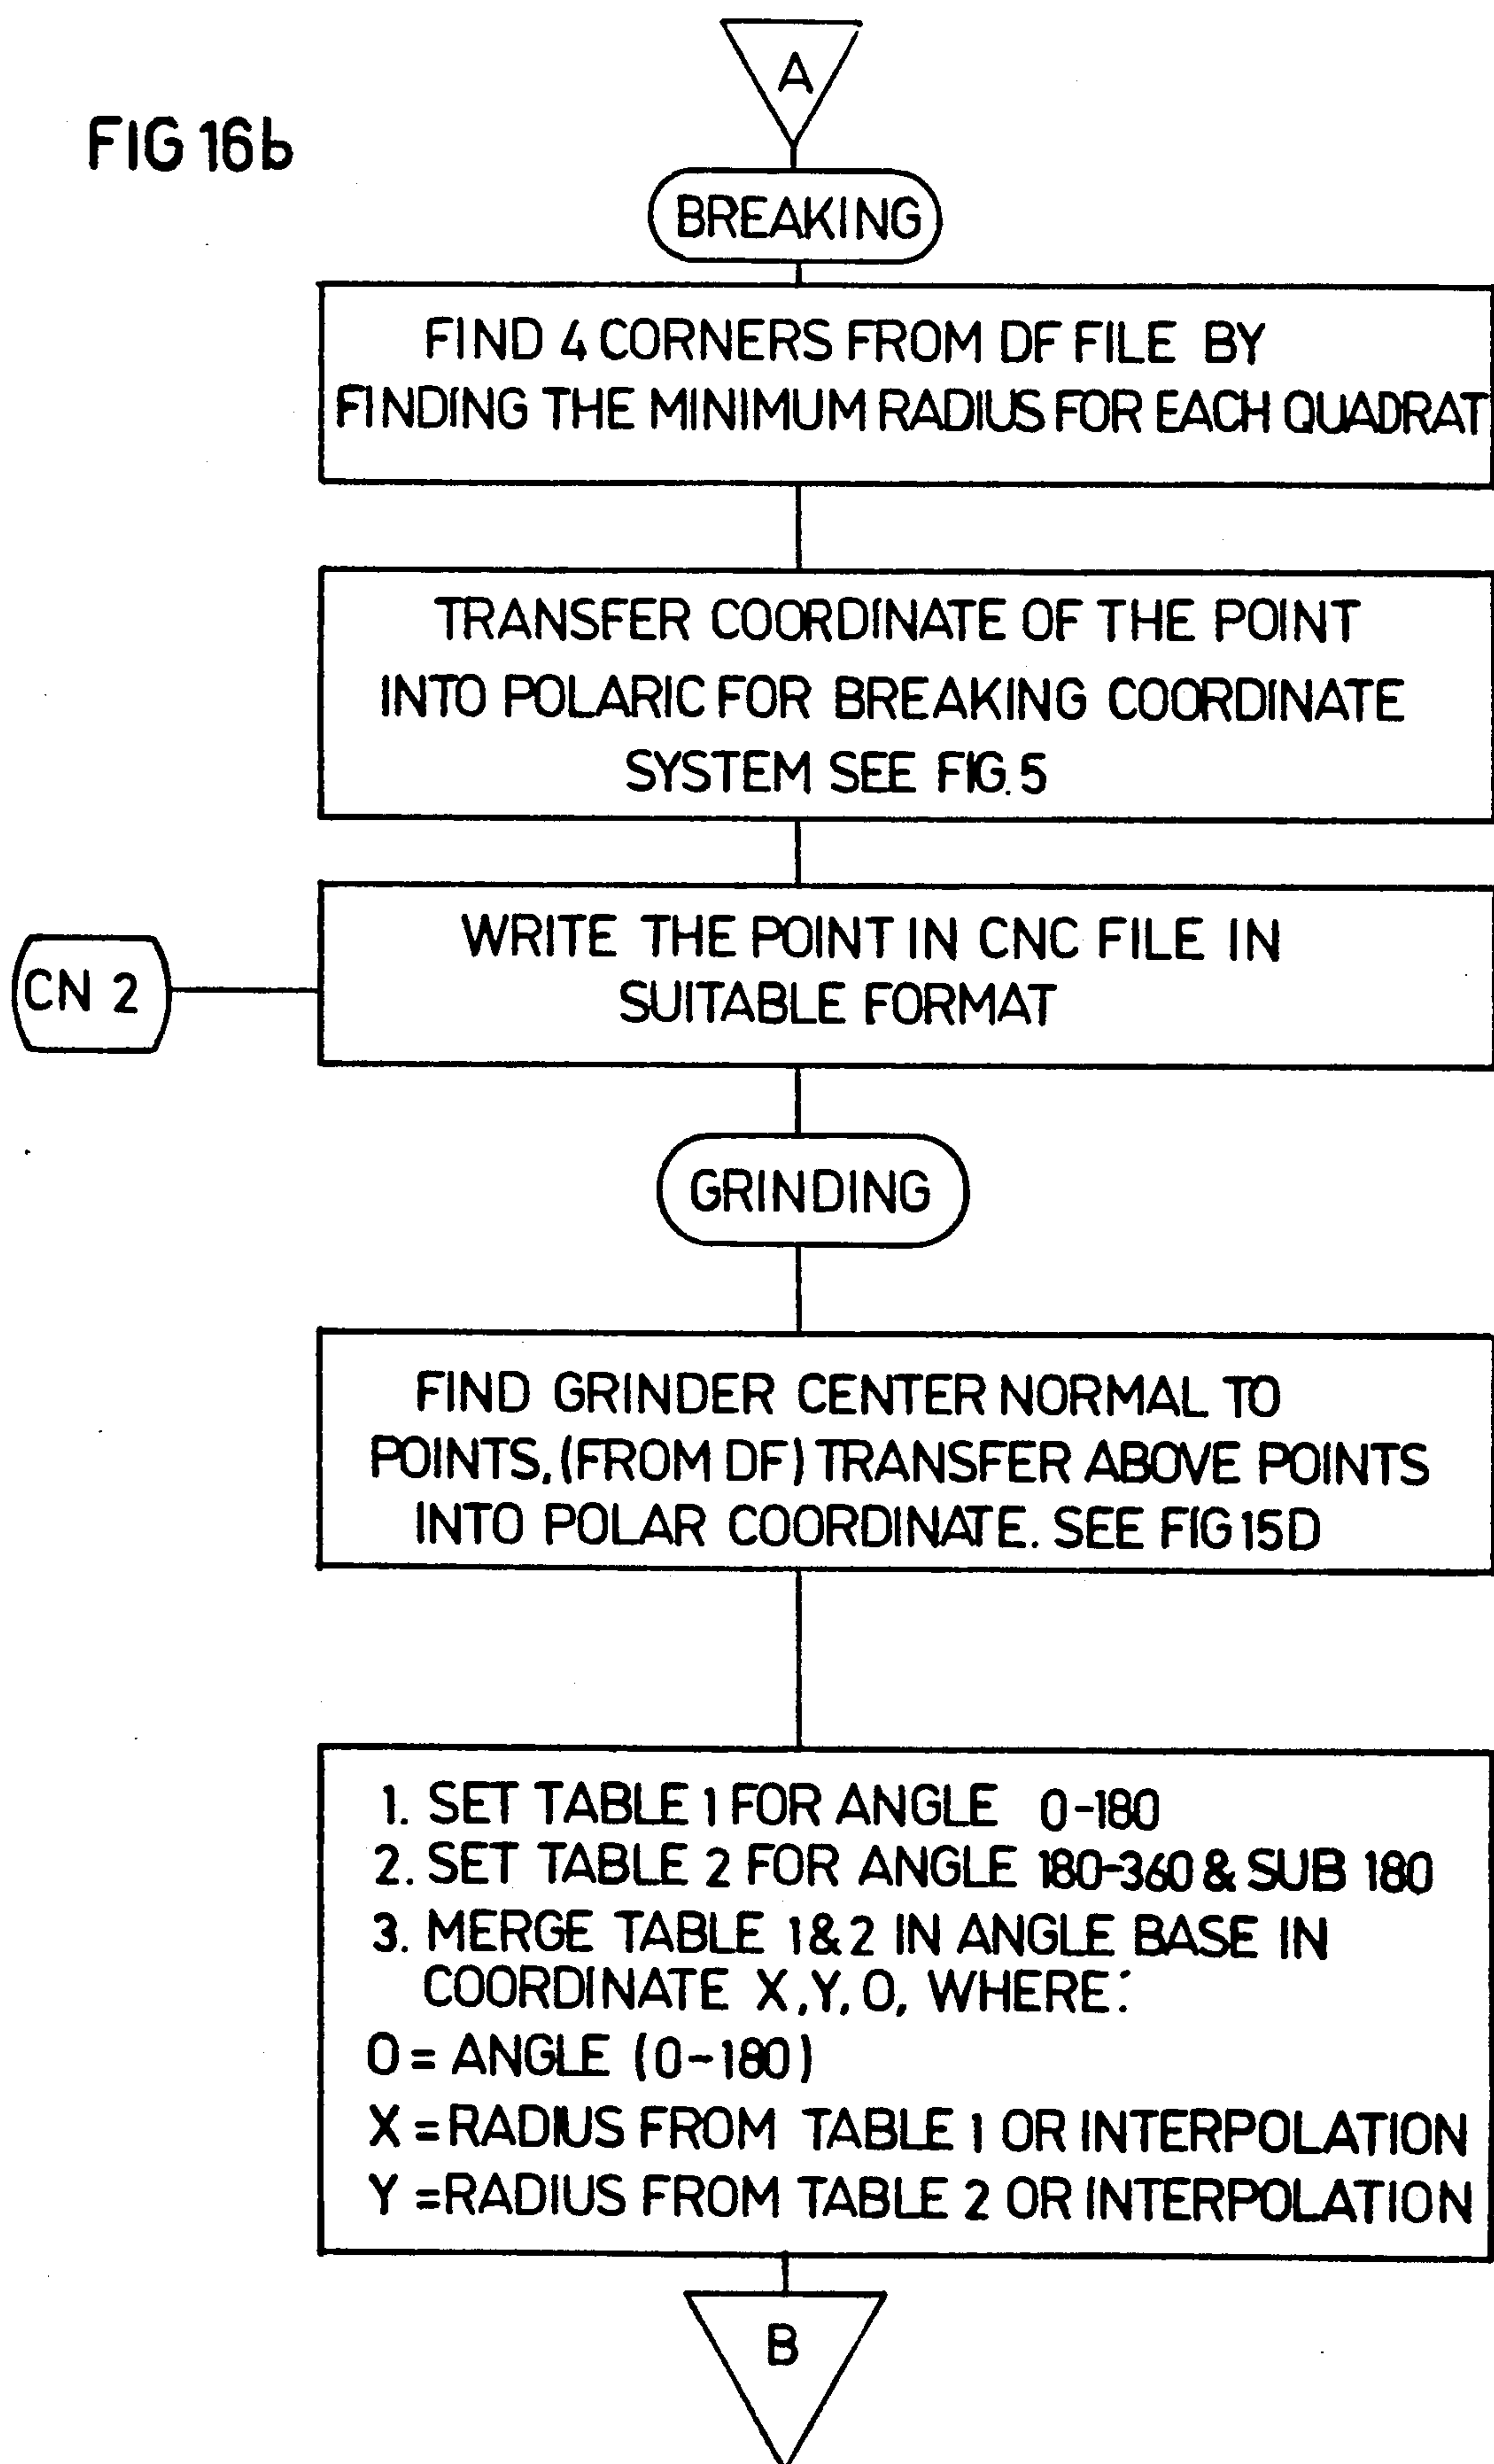 A
FIG 16b
BREAKING
FIND 4 CORNERS FROM DF FILE BY
FINDING THE MINIMUM RADIUS FOR EACH QUADRAT
TRANSFER COORDINATE OF THE POINT
INTO POLARIC FOR BREAKING COORDINATE
SYSTEM SEE FIG. 5
WRITE THE POINT IN CNC FILE IN
SUITABLE FORMAT
CN 2
GRINDING
FIND GRINDER CENTER NORMAL TO
POINTS, (FROM DF) TRANSFER ABOVE POINTS
INTO POLAR COORDINATE. SEE FIG 15D
1. SET TABLE 1 FOR ANGLE 0-180
2. SET TABLE 2 FOR ANGLE 180-360 & SUB 180
3. MERGE TABLE 1&2 IN ANGLE BASE IN
COORDINATE X,Y,O, WHERE:
O = ANGLE (0-180)
X = RADIUS FROM TABLE 1 OR INTERPOLATION
Y = RADIUS FROM TABLE 2 OR INTERPOLATION
B